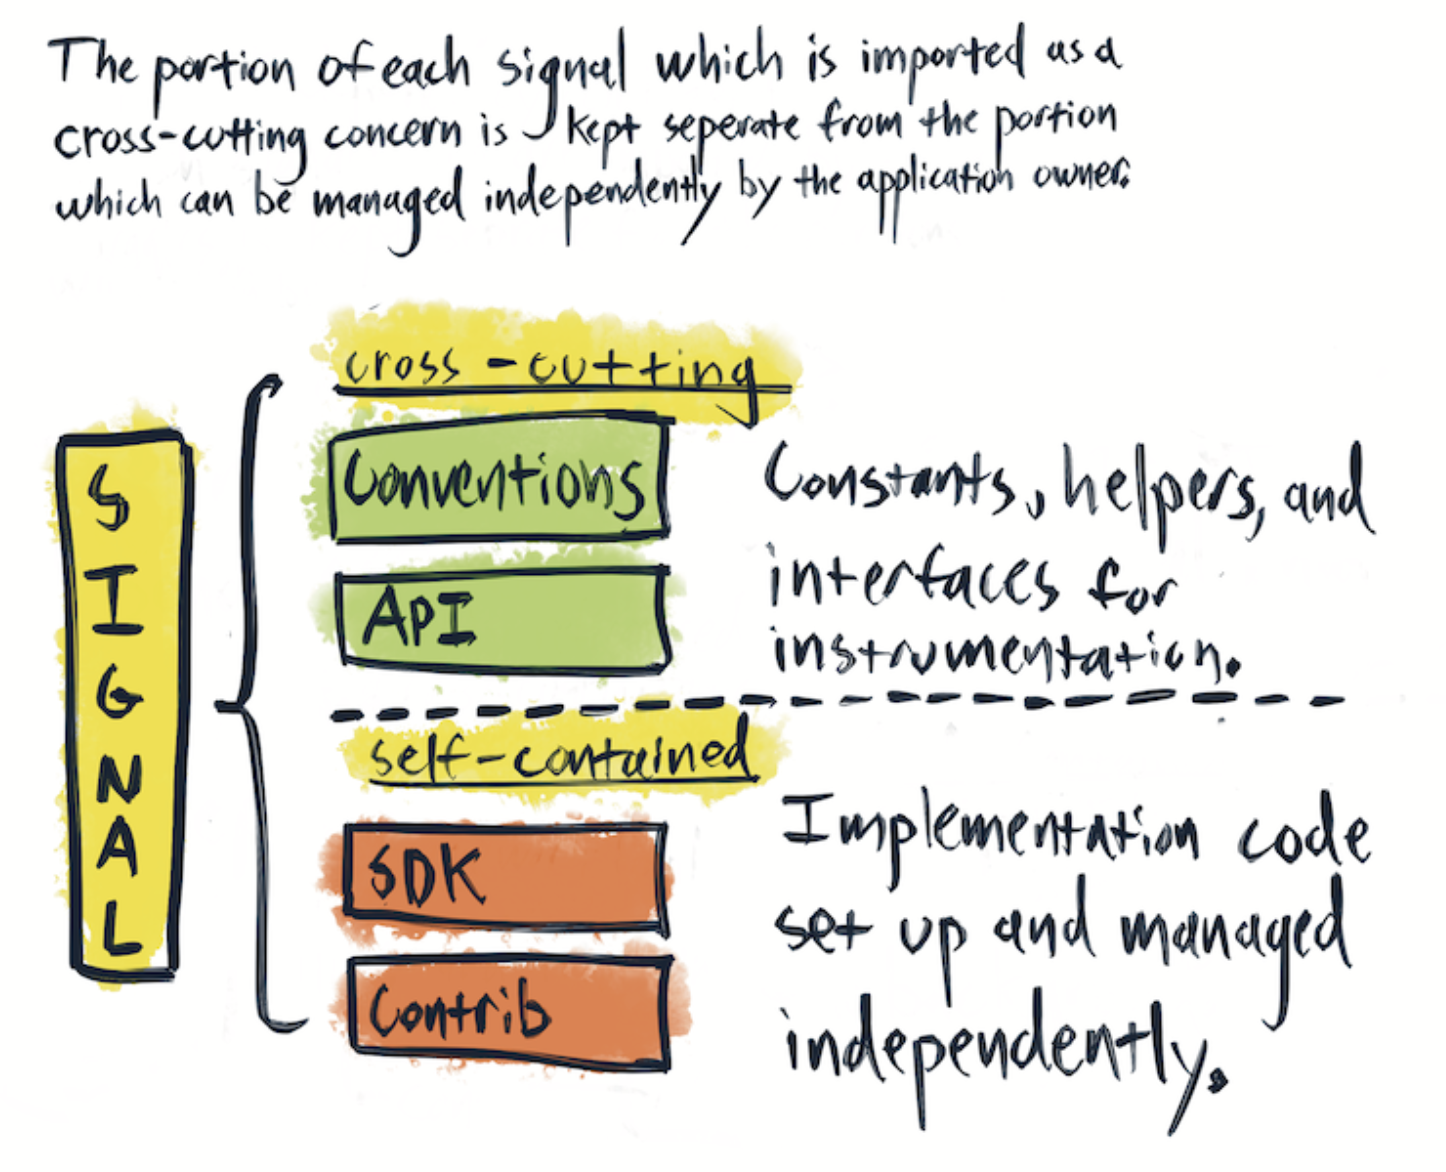 The portion of each signal which is imported as a
cross-cutting concern is kept seperate from the portion
which can be managed independently by the application owner.
SIGNAL
cross-cutting
Conventions
API
Constants, helpers, and
interfaces for
instrumentation.
self-contained
SDK
Contrib
Implementation code
set up and managed
independently.